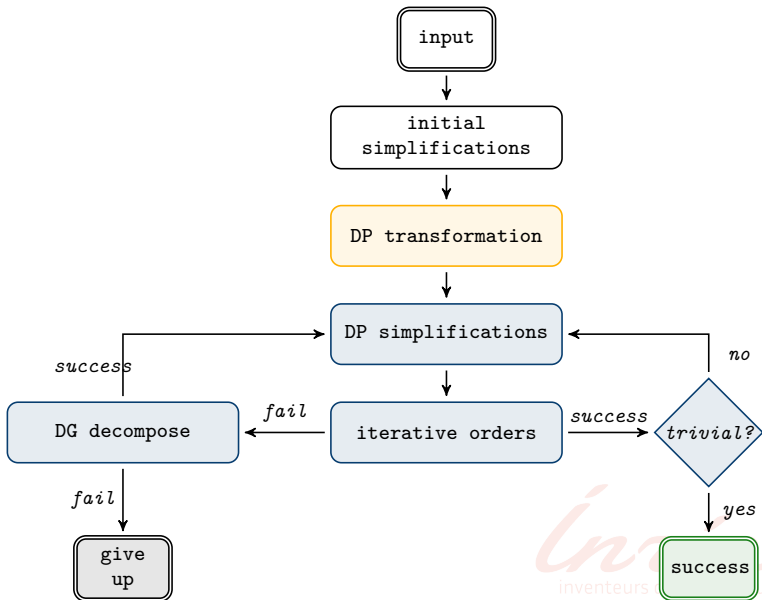 input
initial
simplifications
DP transformation
DP simplifications
success
no
DG decompose
fail
iterative orders
success
trivial?
fail
yes
give
up
success
inventeurs